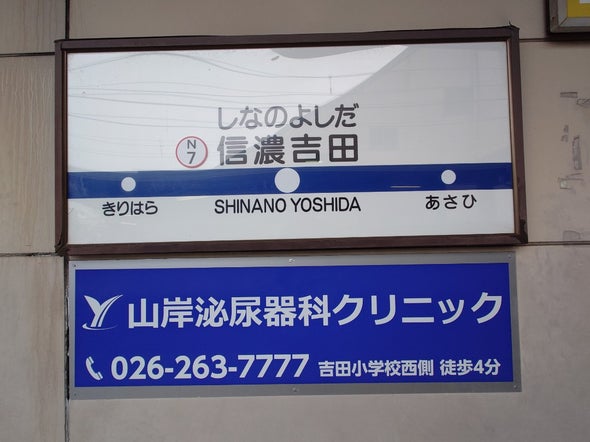 しなのよしだ
N
7
信濃吉田
きりはら
SHINANO YOSHIDA
あさひ
山岸泌尿器科クリニック
026-263-7777 吉田小学校西側 徒歩4分